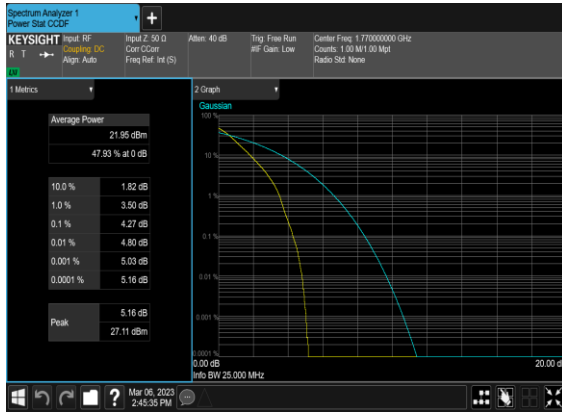 Spectrum Analyzer 1
Power Stat CCDF
+
KEYSIGHT
R T
LXI
Input: RF
Coupling: DC
Align: Auto
Input Z: 50 Ω
Corr CCorr
Freq Ref: Int (S)
Atten: 40 dB
Trig: Free Run
#IF Gain: Low
Center Freq: 1.770000000 GHz
Counts: 1.00 M/1.00 Mpt
Radio Std: None
1 Metrics
Average Power
21.95 dBm
47.93 % at 0 dB
10.0 % 1.82 dB
1.0 % 3.50 dB
0.1 % 4.27 dB
0.01 % 4.80 dB
0.001 % 5.03 dB
0.0001 % 5.16 dB
Peak
5.16 dB
27.11 dBm
2 Graph
Gaussian
100 %
10 %
1 %
0.1 %
0.01 %
0.001 %
0.0001 %
0.00 dB
20.00 d
Info BW 25.000 MHz
?
Mar 06, 2023
2:45:35 PM